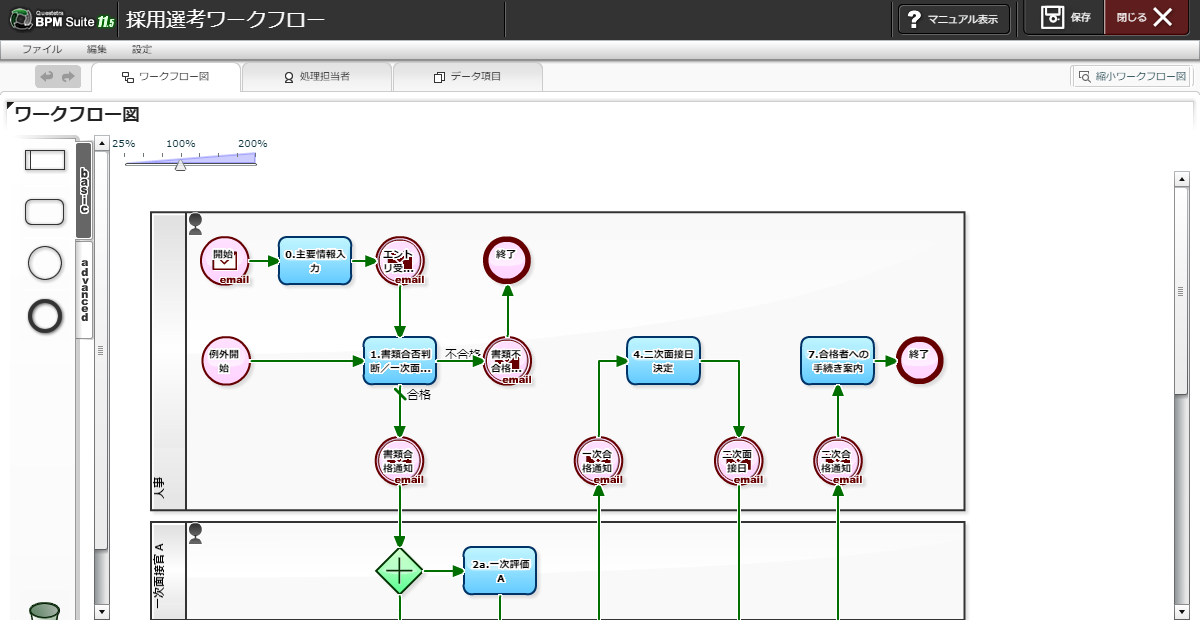 Questetra
BPM Suite 11.5
採用選考ワークフロー
マニュアル表示
保存
閉じる
ファイル
編集
設定
ワークフロー図
処理担当者
データ項目
縮小ワークフロー図
ワークフロー図
25%
100%
200%
basic
advanced
開始
email
0.主要情報入
力
エント
リ受...
email
終了
例外開
始
1.書類合否判
断／一次面...
不合格
書類不
合格...
email
4.二次面接日
決定
7.合格者への
手続き案内
終了
合格
書類合
格通知
email
一次合
格通知
email
二次面
接日
email
二次合
格通知
email
人事
一次面接官 A
2a.一次評価
A